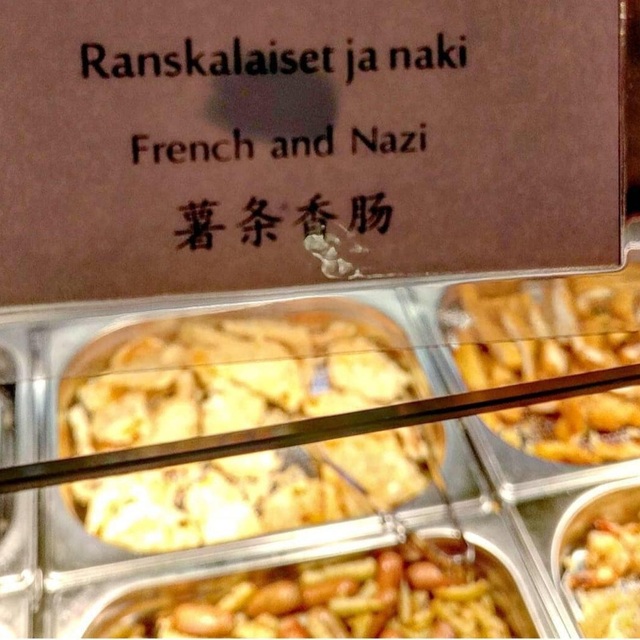 Ranskalaiset ja naki
French and Nazi
薯条香肠